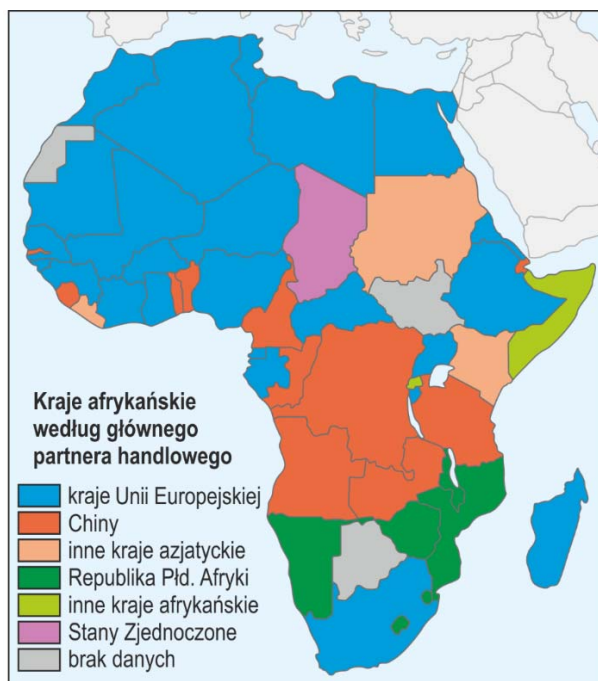 Kraje afrykańskie
według głównego
partnera handlowego
kraje Unii Europejskiej
Chiny
inne kraje azjatyckie
Republika Płd. Afryki
inne kraje afrykańskie
Stany Zjednoczone
brak danych